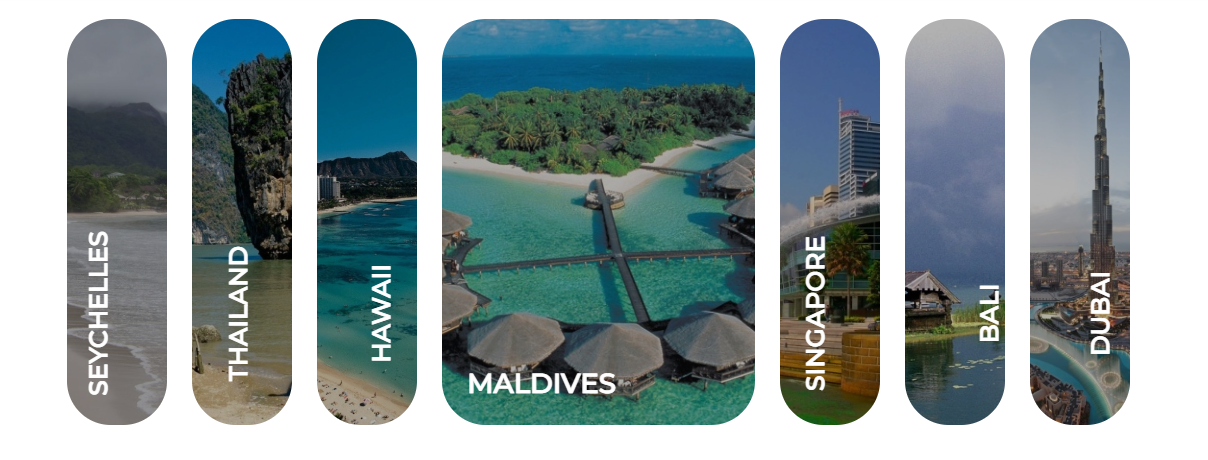 SEYCHELLES
THAILAND
HAWAII
MALDIVES
SINGAPORE
BALI
DUBAI